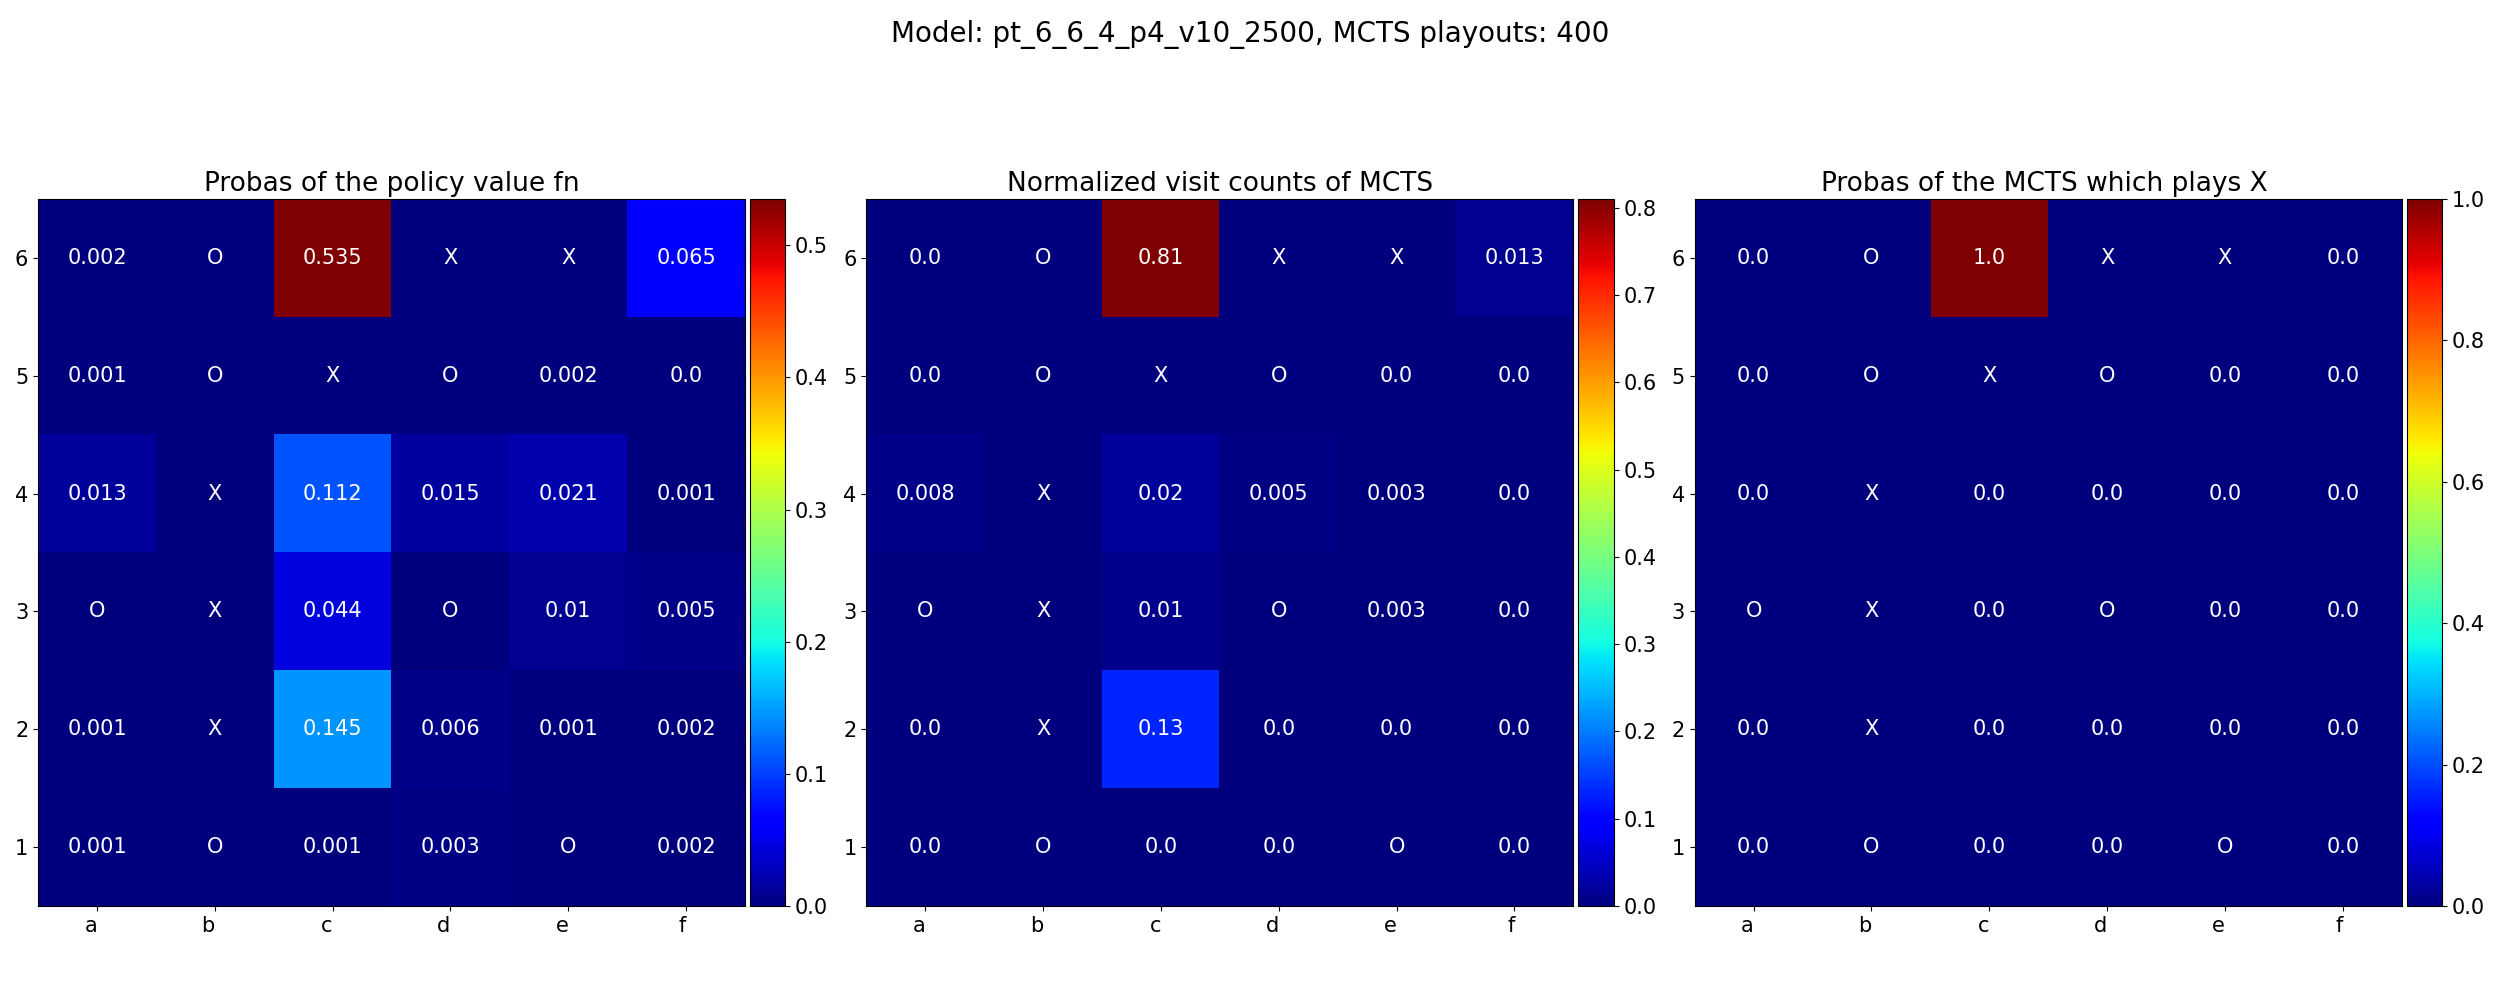 Model: pt_6_6_4_p4_v10_2500, MCTS playouts: 400
Probas of the policy value fn
6 0.002 O 0.535 X X 0.065
5 0.001 O X O 0.002 0.0
4 0.013 X 0.112 0.015 0.021 0.001
3 O X 0.044 O 0.01 0.005
2 0.001 X 0.145 0.006 0.001 0.002
1 0.001 O 0.001 0.003 O 0.002
a b c d e f
0.5
0.4
0.3
0.2
0.1
0.0
Normalized visit counts of MCTS
6 0.0 O 0.81 X X 0.013
5 0.0 O X O 0.0 0.0
4 0.008 X 0.02 0.005 0.003 0.0
3 O X 0.01 O 0.003 0.0
2 0.0 X 0.13 0.0 0.0 0.0
1 0.0 O 0.0 0.0 O 0.0
a b c d e f
0.8
0.7
0.6
0.5
0.4
0.3
0.2
0.1
0.0
Probas of the MCTS which plays X
6 0.0 O 1.0 X X 0.0
5 0.0 O X O 0.0 0.0
4 0.0 X 0.0 0.0 0.0 0.0
3 O X 0.0 O 0.0 0.0
2 0.0 X 0.0 0.0 0.0 0.0
1 0.0 O 0.0 0.0 O 0.0
a b c d e f
1.0
0.8
0.6
0.4
0.2
0.0